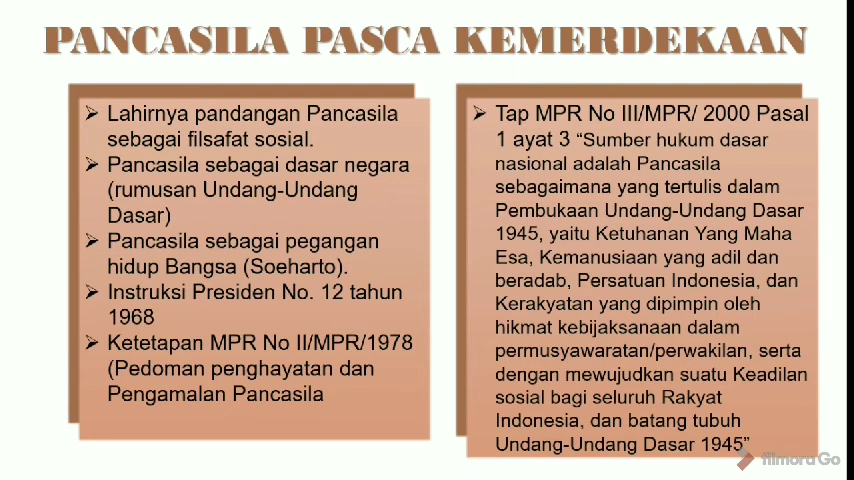 PANCASILA PASCA KEMERDEKAAN
➢ Lahirnya pandangan Pancasila
sebagai filsafat sosial.
➢ Pancasila sebagai dasar negara
(rumusan Undang-Undang
Dasar)
➢ Pancasila sebagai pegangan
hidup Bangsa (Soeharto).
➢ Instruksi Presiden No. 12 tahun
1968
➢ Ketetapan MPR No II/MPR/1978
(Pedoman penghayatan dan
Pengamalan Pancasila
➢ Tap MPR No III/MPR/ 2000 Pasal
1 ayat 3 “Sumber hukum dasar
nasional adalah Pancasila
sebagaimana yang tertulis dalam
Pembukaan Undang-Undang Dasar
1945, yaitu Ketuhanan Yang Maha
Esa, Kemanusiaan yang adil dan
beradab, Persatuan Indonesia, dan
Kerakyatan yang dipimpin oleh
hikmat kebijaksanaan dalam
permusyawaratan/perwakilan, serta
dengan mewujudkan suatu Keadilan
sosial bagi seluruh Rakyat
Indonesia, dan batang tubuh
Undang-Undang Dasar 1945”
filmora Go